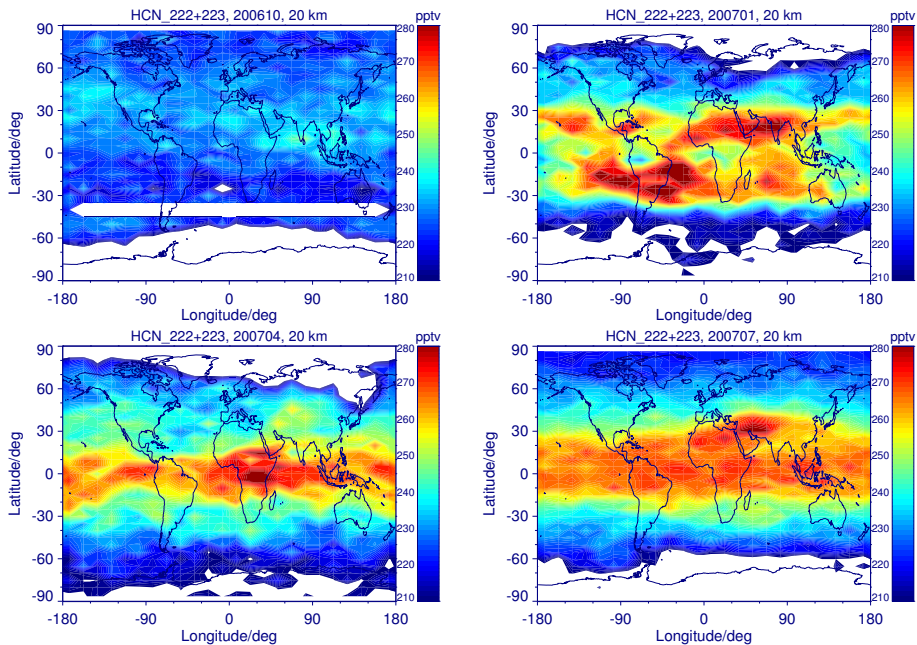 HCN_222+223, 200610, 20 km pptv
90 60 30 0 -30 -60 -90
Latitude/deg
-180 -90 0 90 180
Longitude/deg
280 270 260 250 240 230 220 210
HCN_222+223, 200701, 20 km pptv
90 60 30 0 -30 -60 -90
Latitude/deg
-180 -90 0 90 180
Longitude/deg
280 270 260 250 240 230 220 210
HCN_222+223, 200704, 20 km pptv
90 60 30 0 -30 -60 -90
Latitude/deg
-180 -90 0 90 180
Longitude/deg
280 270 260 250 240 230 220 210
HCN_222+223, 200707, 20 km pptv
90 60 30 0 -30 -60 -90
Latitude/deg
-180 -90 0 90 180
Longitude/deg
280 270 260 250 240 230 220 210